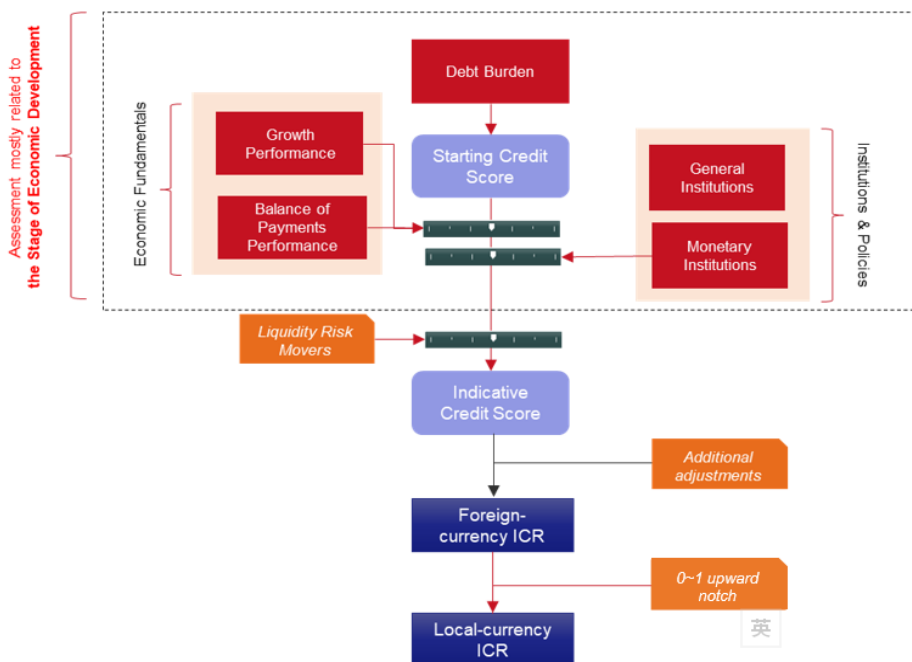 Assessment mostly related to
the Stage of Economic Development
Debt Burden
Economic Fundamentals
Growth
Performance
Balance of
Payments
Performance
Starting Credit
Score
General
Institutions
Monetary
Institutions
Institutions & Policies
Liquidity Risk
Movers
Indicative
Credit Score
Additional
adjustments
Foreign-
currency ICR
0~1 upward
notch
英
Local-currency
ICR